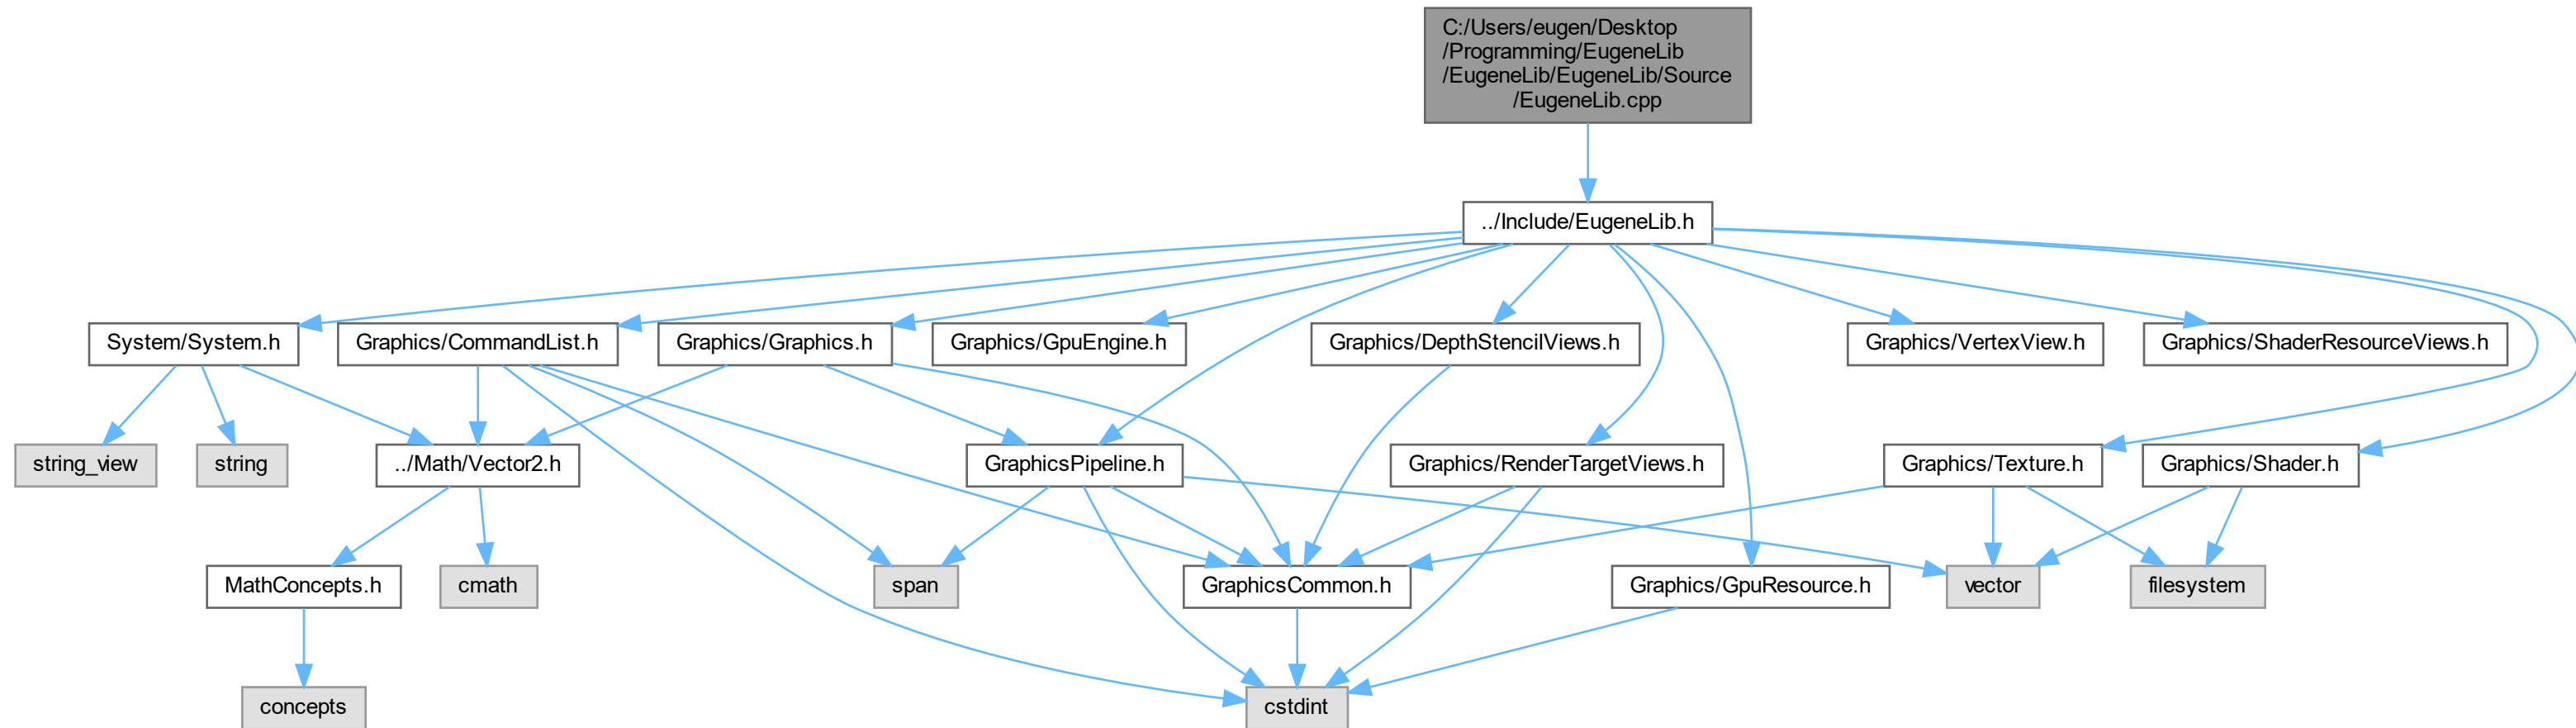 C:/Users/eugen/Desktop
/Programming/EugeneLib
/EugeneLib/EugeneLib/Source
/EugeneLib.cpp
../Include/EugeneLib.h
System/System.h
Graphics/CommandList.h
Graphics/Graphics.h
Graphics/GpuEngine.h
Graphics/DepthStencilViews.h
Graphics/VertexView.h
Graphics/ShaderResourceViews.h
string_view
string
../Math/Vector2.h
GraphicsPipeline.h
Graphics/RenderTargetViews.h
Graphics/Texture.h
Graphics/Shader.h
MathConcepts.h
cmath
span
GraphicsCommon.h
Graphics/GpuResource.h
vector
filesystem
concepts
cstdint